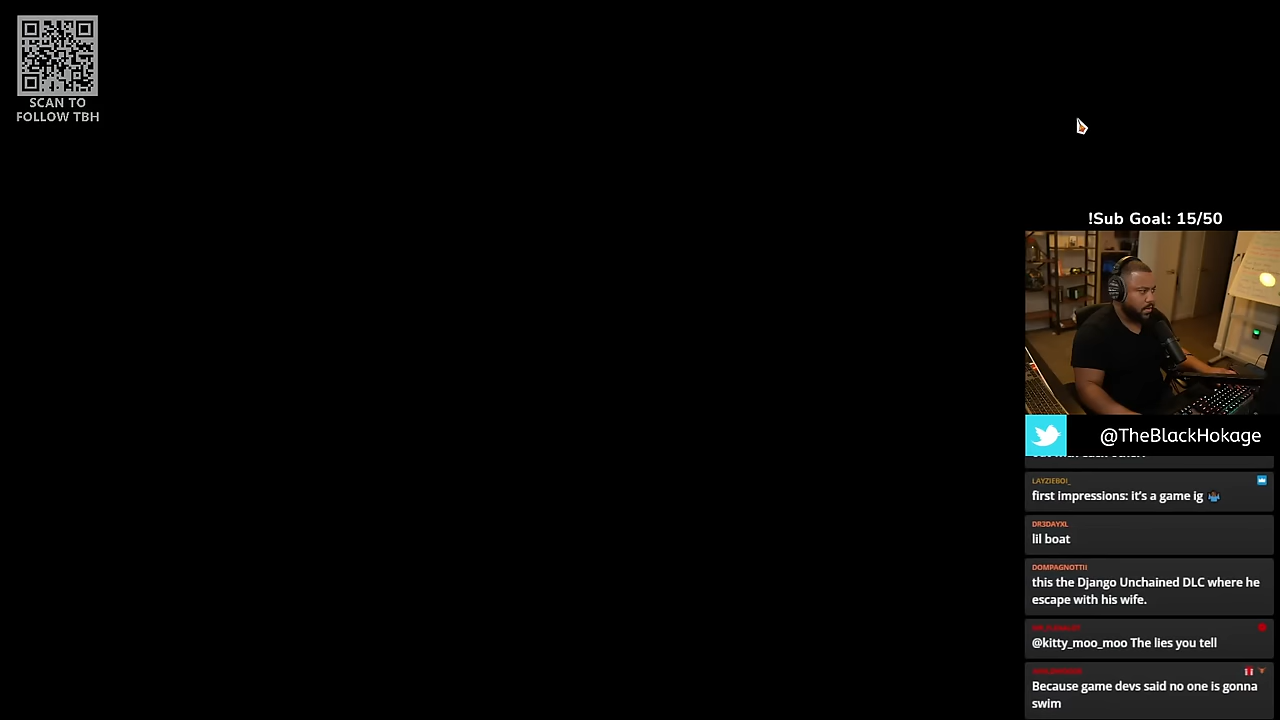 SCAN TO
FOLLOW TBH
!Sub Goal: 15/50
@TheBlackHokage
LAYZIEBOI_
first impressions: it's a game ig
DR3DAYXL
lil boat
DOMPAGNOTTII
this the Django Unchained DLC where he
escape with his wife.
@kitty_moo_moo The lies you tell
Because game devs said no one is gonna
swim